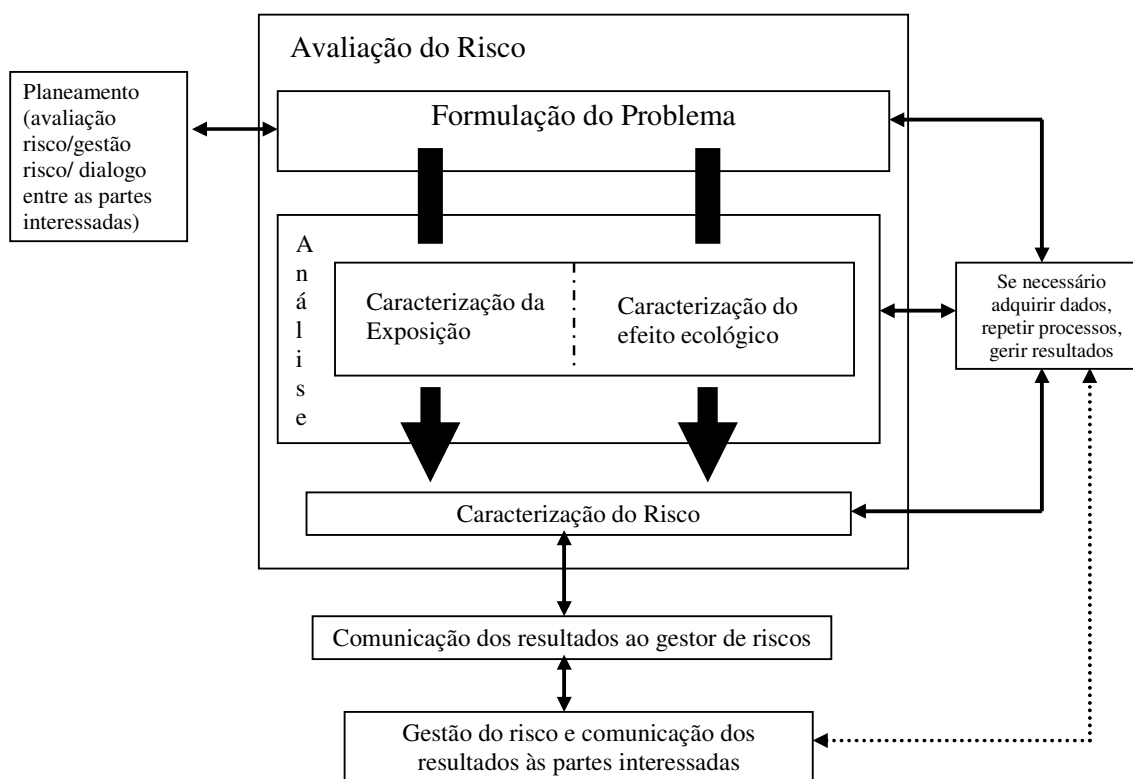 Avaliação do Risco
Planeamento
(avaliação
risco/gestão
risco/ dialogo
entre as partes
interessadas)
Formulação do Problema
Análise
Caracterização da
Exposição
Caracterização do
efeito ecológico
Se necessário
adquirir dados,
repetir processos,
gerir resultados
Caracterização do Risco
Comunicação dos resultados ao gestor de riscos
Gestão do risco e comunicação dos
resultados às partes interessadas